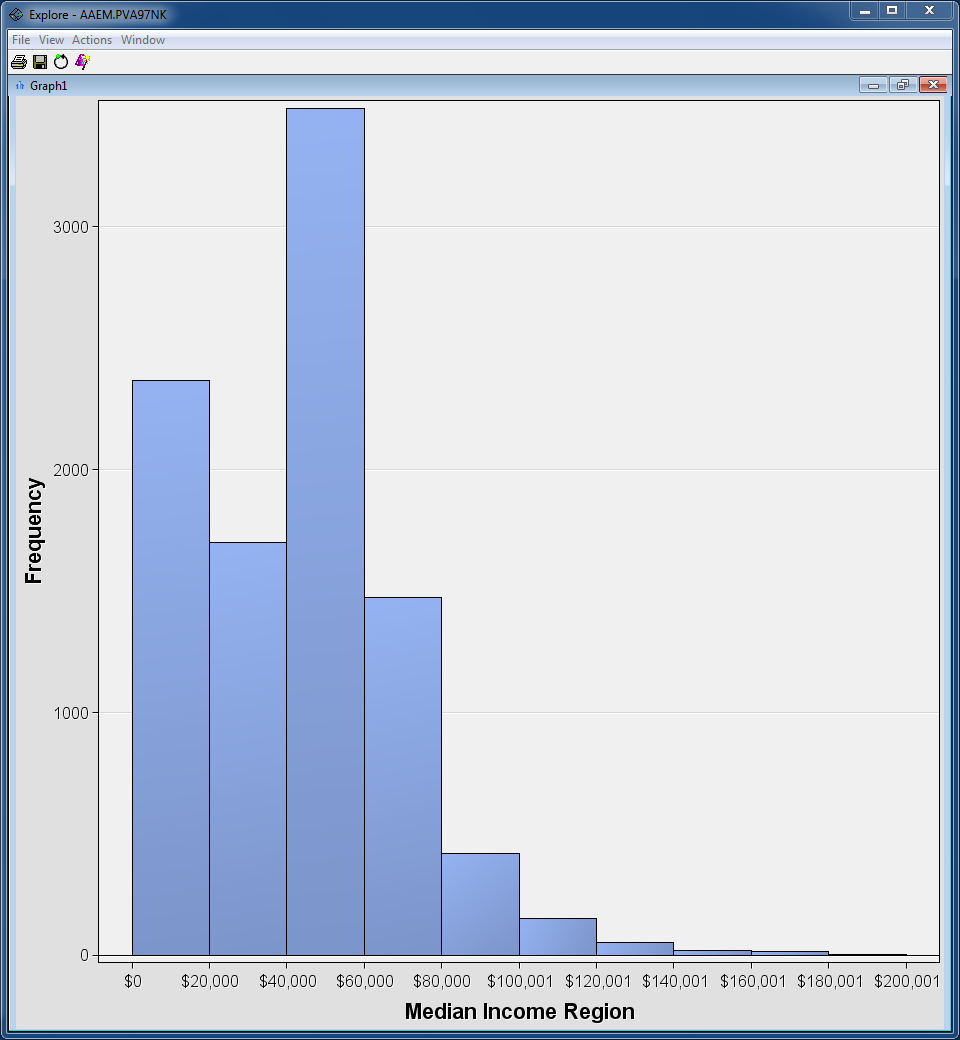 Explore - AAEM.PVA97NK
File View Actions Window
Graph1
3000
2000
1000
0
Frequency
$0 $20,000 $40,000 $60,000 $80,000 $100,001 $120,001 $140,001 $160,001 $180,001 $200,001
Median Income Region